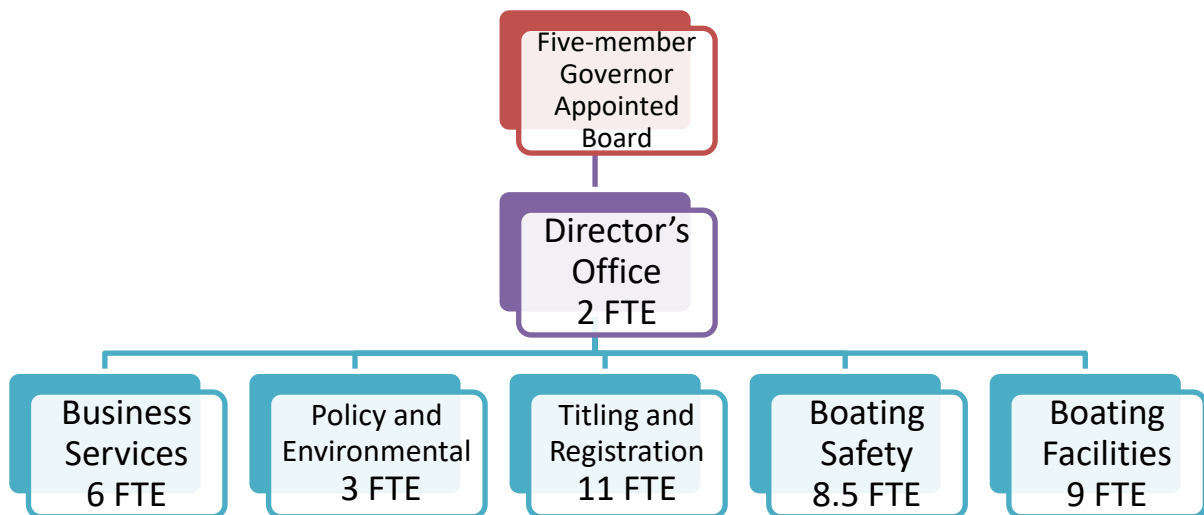 Five-member
Governor
Appointed
Board
Director’s
Office
2 FTE
Business
Services
6 FTE
Policy and
Environmental
3 FTE
Titling and
Registration
11 FTE
Boating
Safety
8.5 FTE
Boating
Facilities
9 FTE